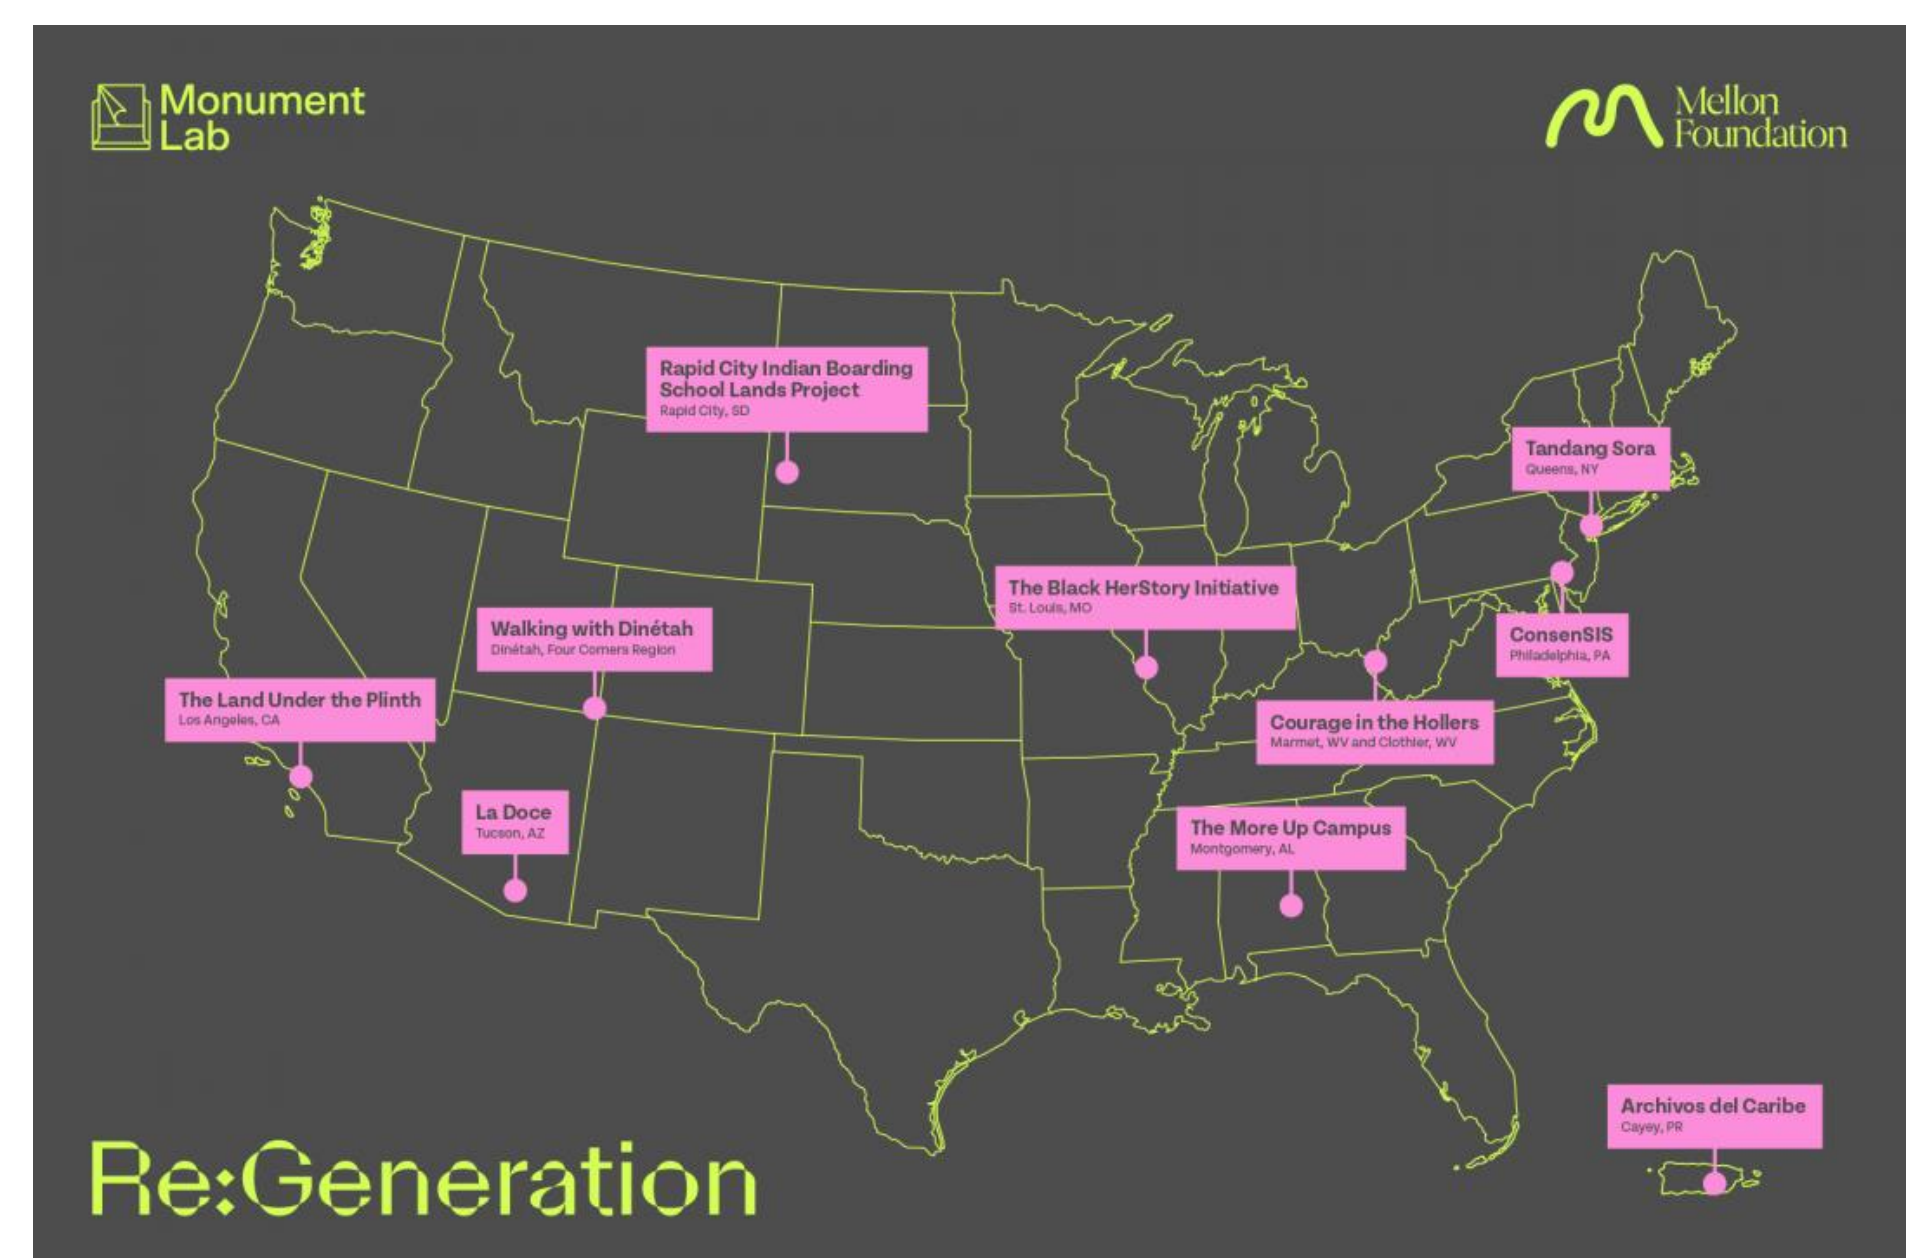 Monument
Lab
Mellon
Foundation
Rapid City Indian Boarding
School Lands Project
Rapid City, SD
Tandang Sora
Queens, NY
The Black HerStory Initiative
St. Louis, MO
Walking with Dinétah
Dinétah, Four Corners Region
ConsenSIS
Philadelphia, PA
The Land Under the Plinth
Los Angeles, CA
Courage in the Hollers
Marmet, WV and Clothier, WV
La Doce
Tucson, AZ
The More Up Campus
Montgomery, AL
Archivos del Caribe
Cayey, PR
Re:Generation